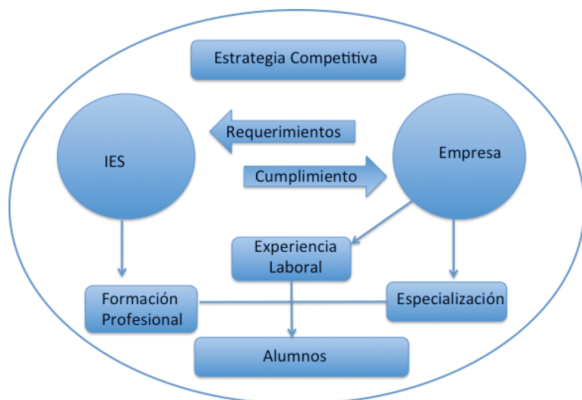 Estrategia Competitiva
Requerimientos
IES
Empresa
Cumplimiento
Experiencia
Laboral
Formación
Profesional
Especialización
Alumnos